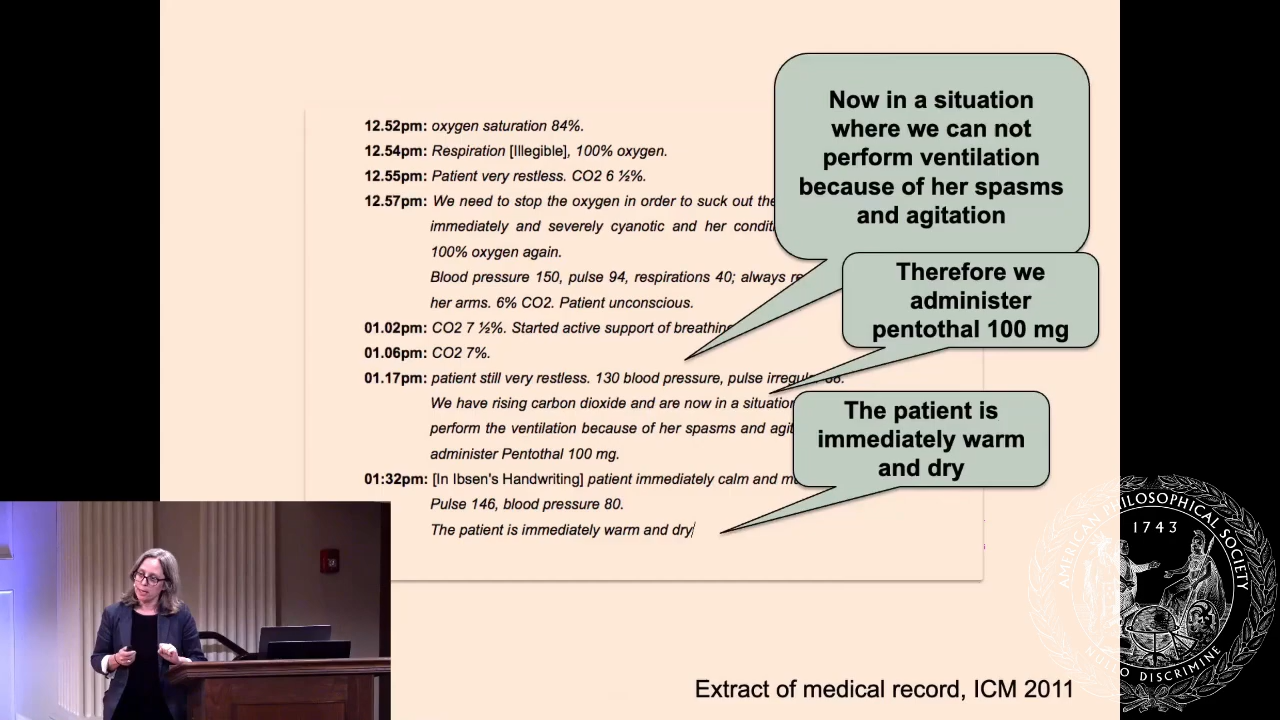 12.52pm: oxygen saturation 84%.
12.54pm: Respiration [Illegible], 100% oxygen.
12.55pm: Patient very restless. CO2 6 ½%.
12.57pm: We need to stop the oxygen in order to suck out the
immediately and severely cyanotic and her
100% oxygen again.
Blood pressure 150, pulse 94, respirations 40; always
her arms. 6% CO2. Patient unconscious.
01.02pm: CO2 7 ½%. Started active support of breathing
01.06pm: CO2 7%.
01.17pm: patient still very restless. 130 blood pressure, pulse
We have rising carbon dioxide and are now in a situation
perform the ventilation because of her spasms and
administer Pentothal 100 mg.
01:32pm: [In Ibsen's Handwriting] patient immediately calm and
Pulse 146, blood pressure 80.
The patient is immediately warm and dry
Now in a situation
where we can not
perform ventilation
because of her spasms
and agitation
Therefore we
administer
pentothal 100 mg
The patient is
immediately warm
and dry
Extract of medical record, ICM 2011
AMERICAN PHILOSOPHICAL SOCIETY
1743
NULLO DISCRIMINE